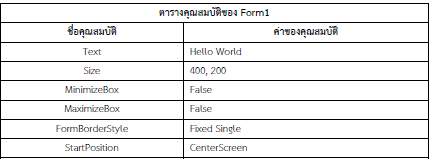 ตารางคุณสมบัติของ Form1
ชื่อคุณสมบัติ ค่าของคุณสมบัติ
Text Hello World
Size 400, 200
MinimizeBox False
MaximizeBox False
FormBorderStyle Fixed Single
StartPosition CenterScreen